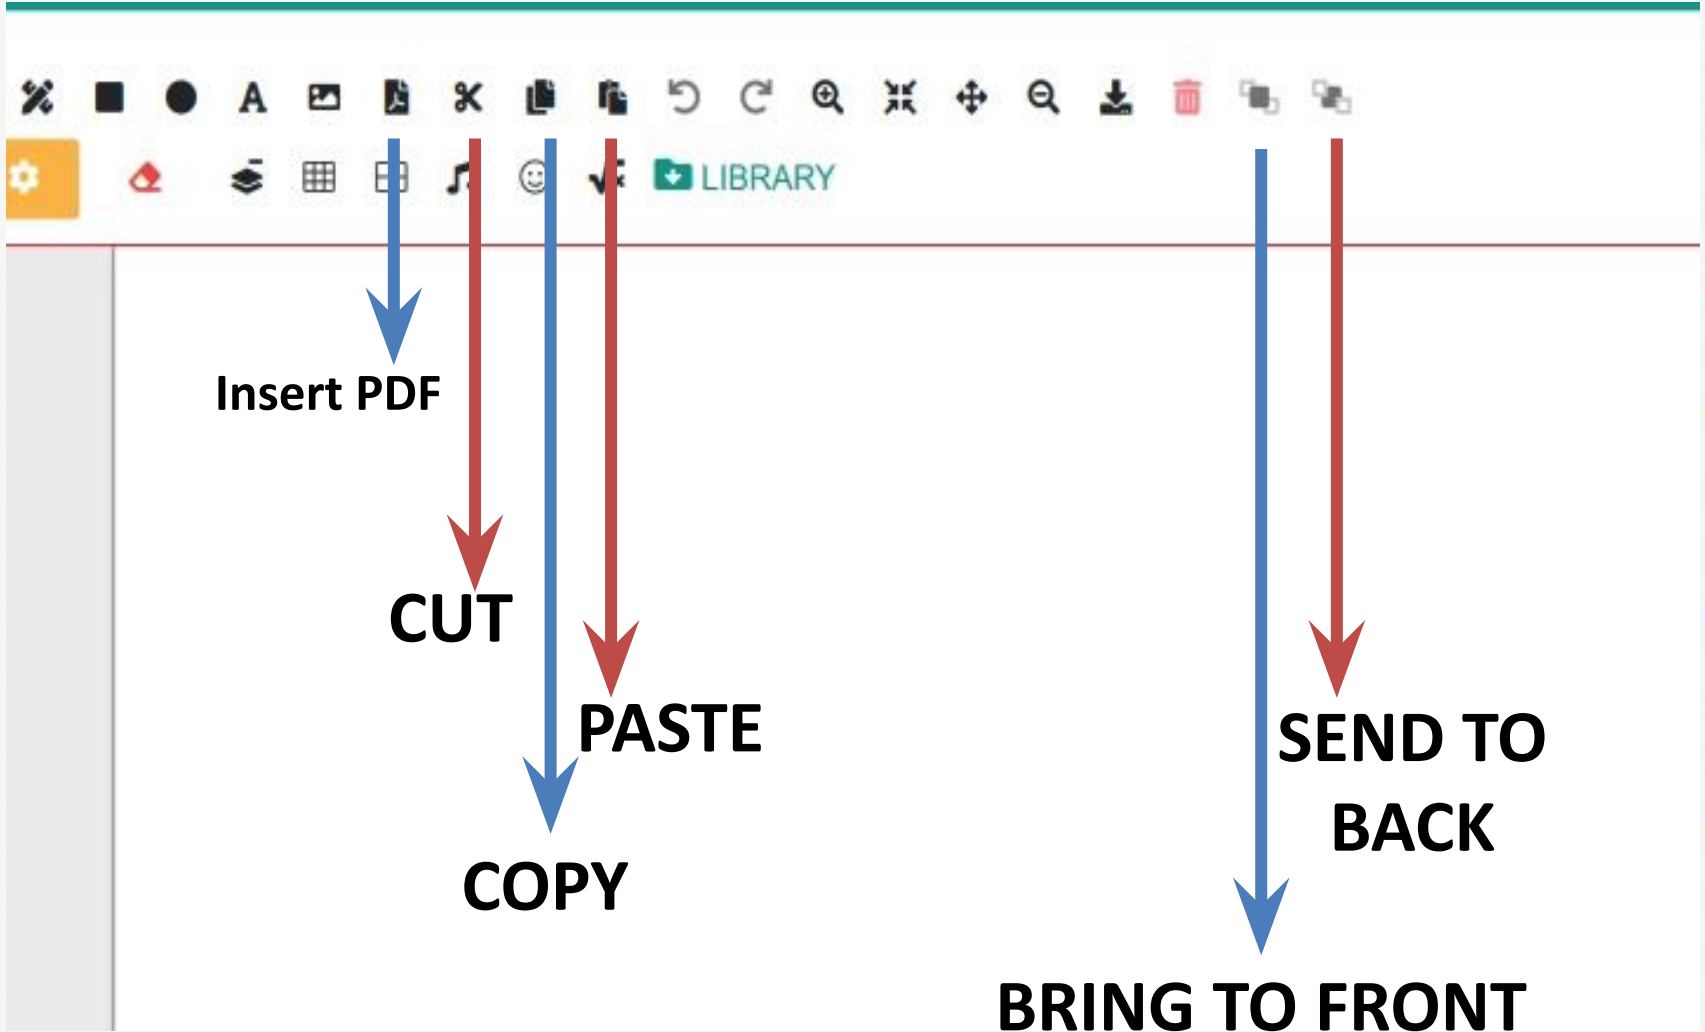 LIBRARY
Insert PDF
CUT
PASTE
SEND TO
BACK
COPY
BRING TO FRONT